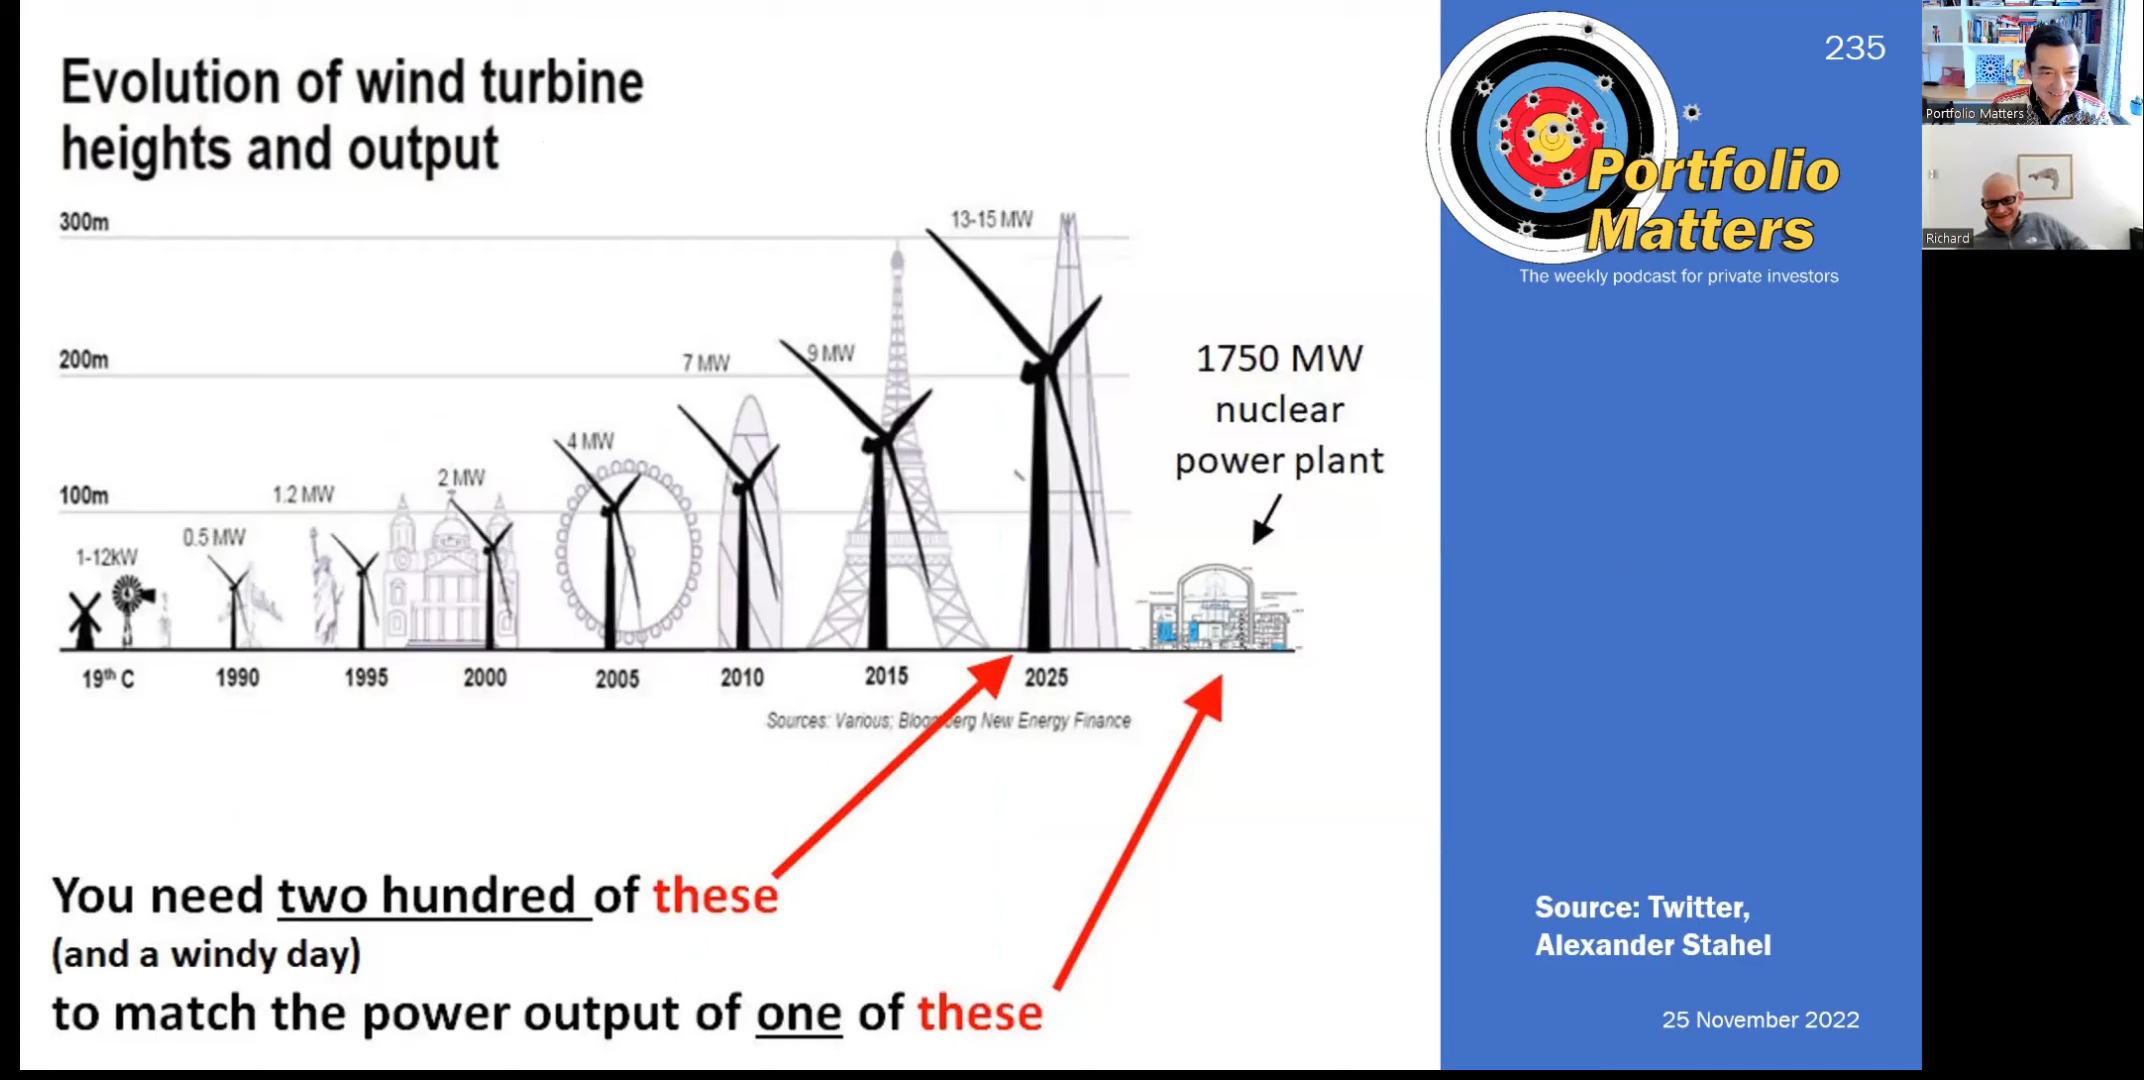 Evolution of wind turbine
heights and output
300m
200m
100m
1-12kW
0.5 MW
1.2 MW
2 MW
4 MW
7 MW
9 MW
13-15 MW
1750 MW
nuclear
power plant
19th C
1990
1995
2000
2005
2010
2015
2025
Sources: Various; Bloomberg New Energy Finance
You need two hundred of these
(and a windy day)
to match the power output of one of these
235
Portfolio
Matters
The weekly podcast for private investors
Source: Twitter,
Alexander Stahel
25 November 2022
Portfolio Matters
Richard